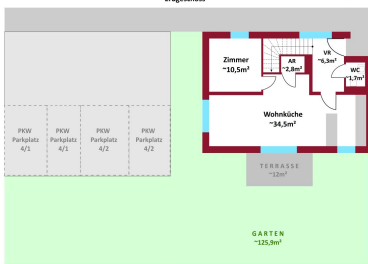 Erdgeschoss
Zimmer
~10,5m²
AR
~2,8m²
VR
~6,3m²
WC
~1,7m²
Wohnküche
~34,5m²
PKW
Parkplatz
4/1
PKW
Parkplatz
4/1
PKW
Parkplatz
4/2
PKW
Parkplatz
4/2
TERRASSE
~12m²
GARTEN
~125,9m²